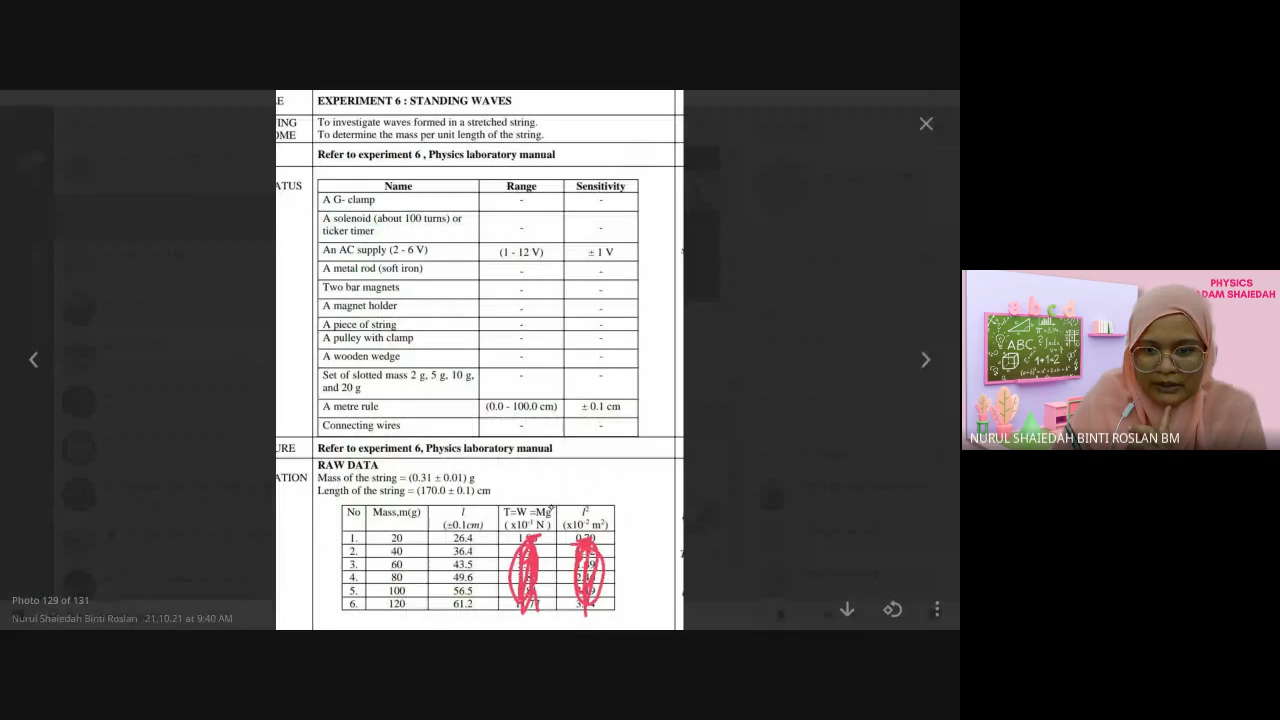 E EXPERIMENT 6 : STANDING WAVES
ING To investigate waves formed in a stretched string.
OME To determine the mass per unit length of the string.
Refer to experiment 6 , Physics laboratory manual
ATUS
Name Range Sensitivity
A G- clamp - -
A solenoid (about 100 turns) or
ticker timer - -
An AC supply (2 - 6 V) (1 - 12 V) ± 1 V
A metal rod (soft iron) - -
Two bar magnets - -
A magnet holder - -
A piece of string - -
A pulley with clamp - -
A wooden wedge - -
Set of slotted mass 2 g, 5 g, 10 g,
and 20 g - -
A metre rule (0.0 - 100.0 cm) ± 0.1 cm
Connecting wires - -
URE Refer to experiment 6, Physics laboratory manual
RAW DATA
ATION Mass of the string = (0.31 ± 0.01) g
Length of the string = (170.0 ± 0.1) cm
No Mass,m(g) l T=W =Mg l²
(±0.1cm) ( x10⁻¹ N ) (x10⁻² m²)
1. 20 26.4
2. 40 36.4
3. 60 43.5
4. 80 49.6
5. 100 56.5
6. 120 61.2
Photo 129 of 131
Nurul Shaiedah Binti Roslan 21.10.21 at 9:40 AM
PHYSICS
DAM SHAIEDAH
a b c d
ABC
1+1=2
NURUL SHAIEDAH BINTI ROSLAN BM